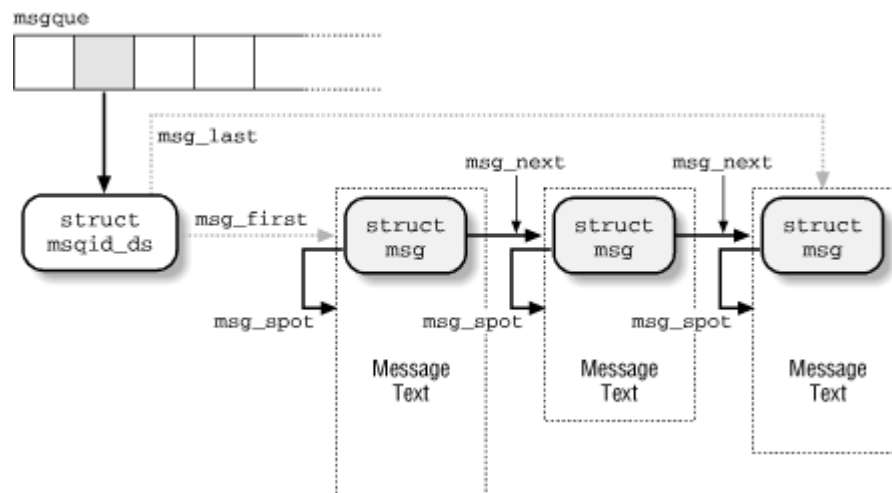 msgque
msg_last
msg_next
msg_next
struct
msqid_ds
msg_first
struct
msg
struct
msg
struct
msg
msg_spot
msg_spot
msg_spot
Message
Text
Message
Text
Message
Text